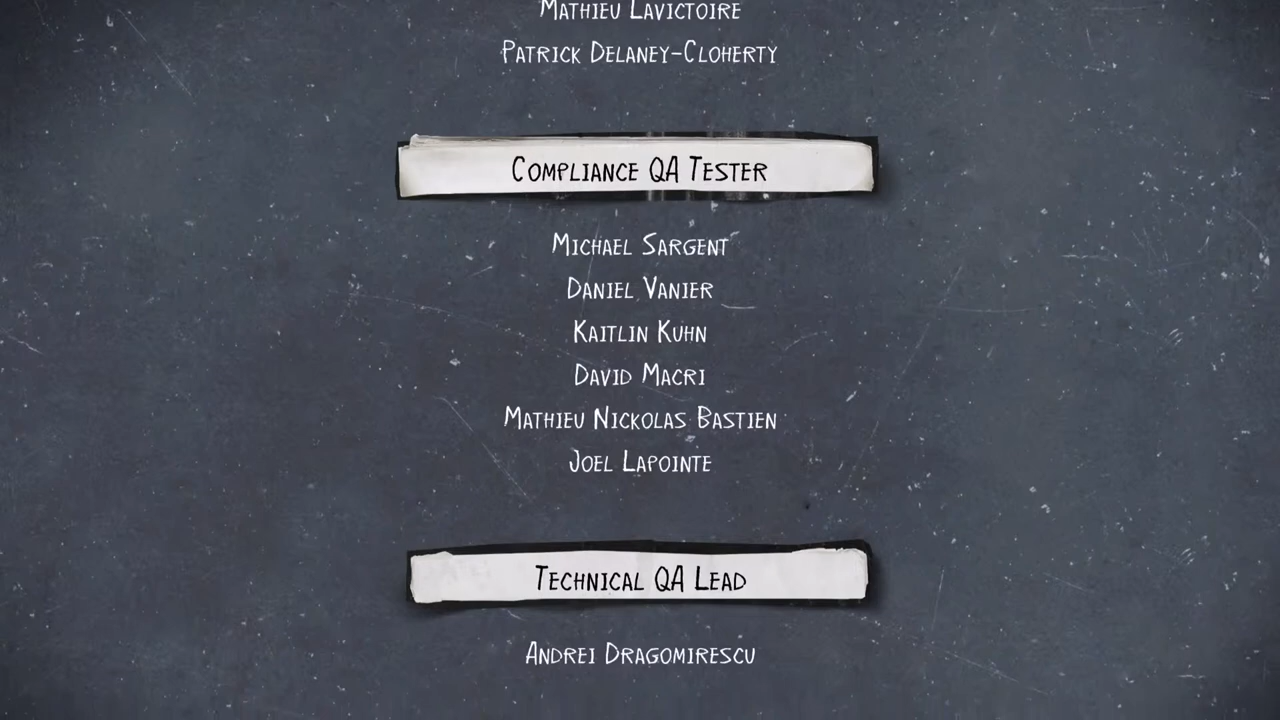 Mathieu Lavictoire
Patrick Delaney-Cloherty
Compliance QA Tester
Michael Sargent
Daniel Vanier
Kaitlin Kuhn
David Macri
Mathieu Nickolas Bastien
Joel Lapointe
Technical QA Lead
Andrei Dragomirescu